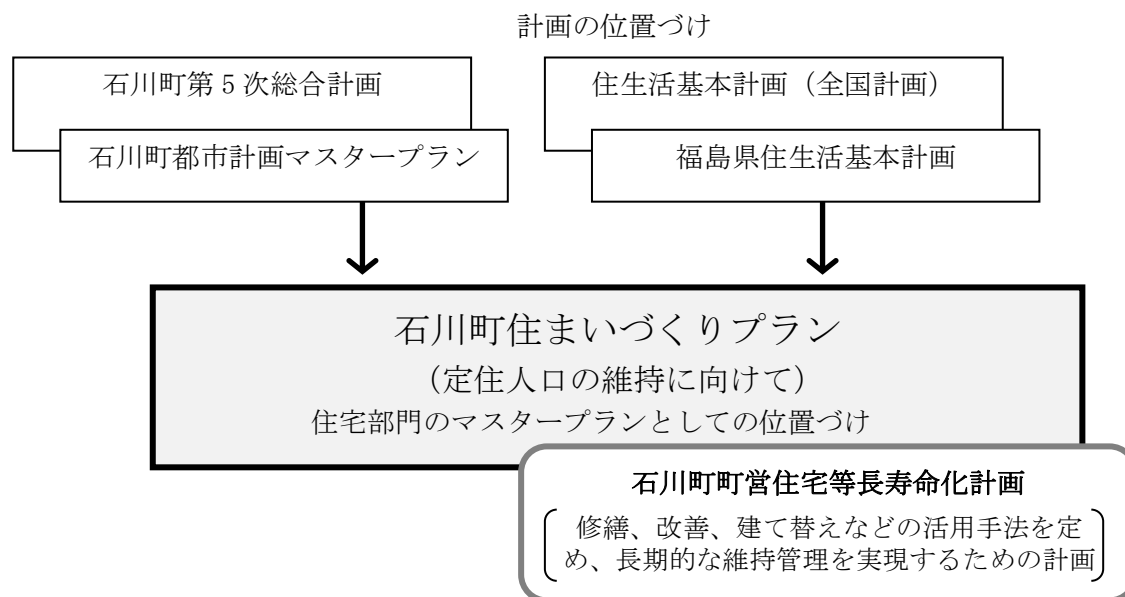 計画の位置づけ
石川町第５次総合計画
住生活基本計画（全国計画）
石川町都市計画マスタープラン
福島県住生活基本計画
石川町住まいづくりプラン
（定住人口の維持に向けて）
住宅部門のマスタープランとしての位置づけ
石川町町営住宅等長寿命化計画
修繕、改善、建て替えなどの活用手法を定
め、長期的な維持管理を実現するための計画